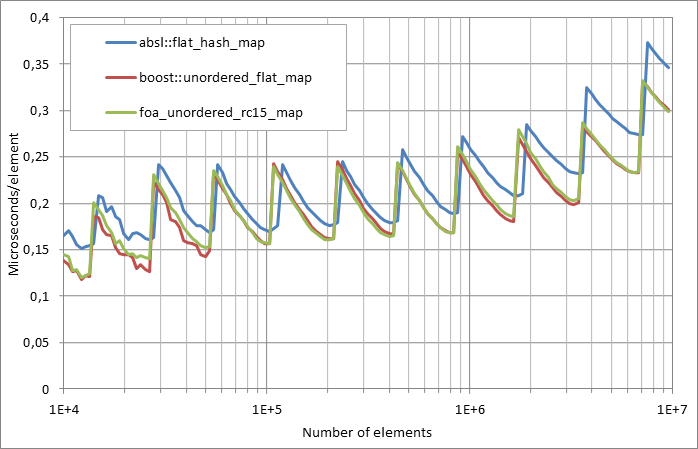 0,4
0,35
0,3
0,25
0,2
0,15
0,1
0,05
0
Microseconds/element
absl::flat_hash_map
boost::unordered_flat_map
foa_unordered_rc15_map
1E+4 1E+5 1E+6 1E+7
Number of elements